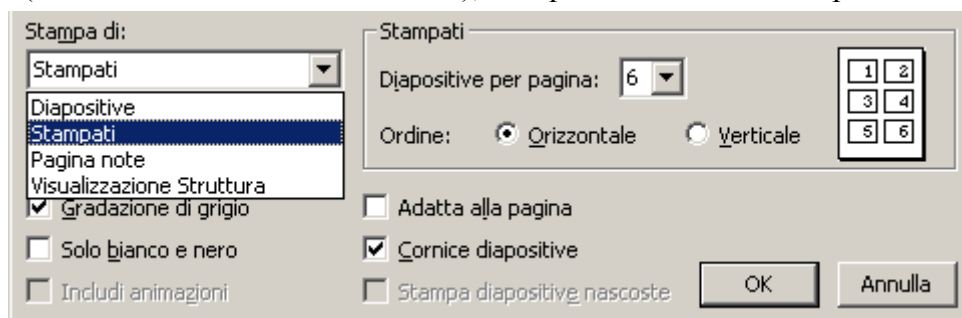 Stampa di:
Stampati
Diapositive
Stampati
Pagina note
Visualizzazione Struttura
Gradazione di grigio
Solo bianco e nero
Includi animazioni
Stampati
Diapositive per pagina: 6
Ordine: Orizzontale Verticale
1 2
3 4
5 6
Adatta alla pagina
Cornice diapositive
Stampa diapositive nascoste
OK Annulla